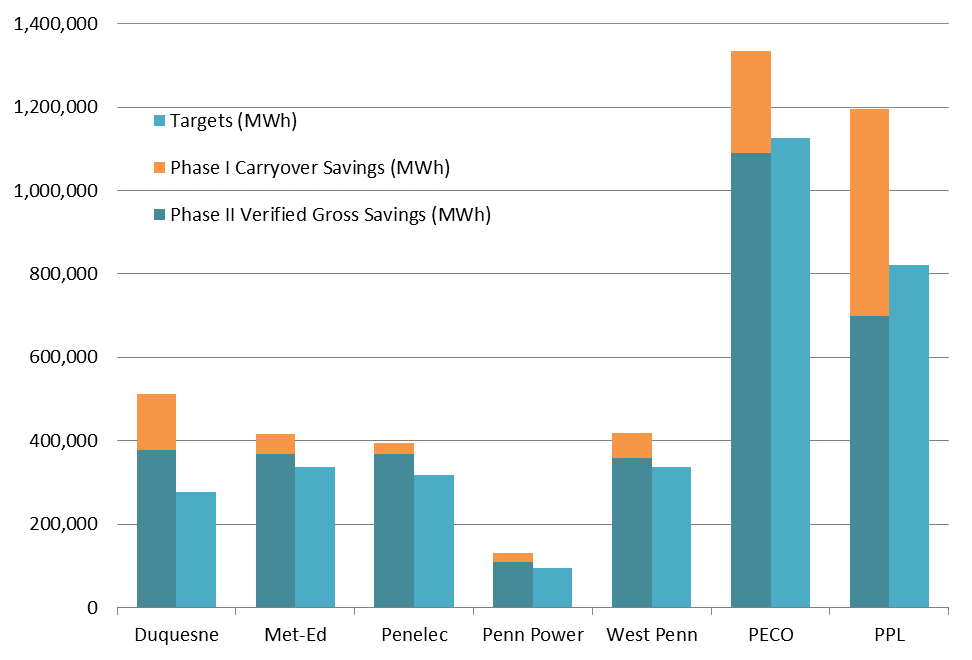 1,400,000
1,200,000
1,000,000
800,000
600,000
400,000
200,000
0
Targets (MWh)
Phase I Carryover Savings (MWh)
Phase II Verified Gross Savings (MWh)
Duquesne Met-Ed Penelec Penn Power West Penn PECO PPL